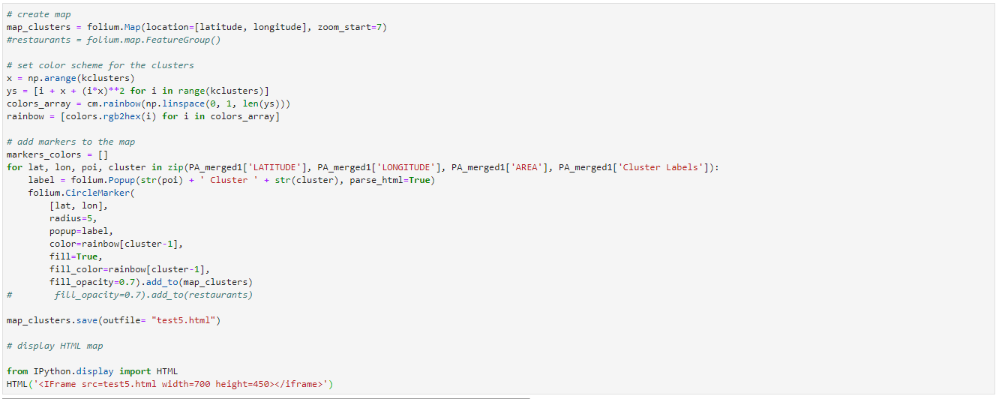 # create map
map_clusters = folium.Map(location=[latitude, longitude], zoom_start=7)
#restaurants = folium.map.FeatureGroup()

# set color scheme for the clusters
x = np.arange(kclusters)
ys = [i + x + (i*x)**2 for i in range(kclusters)]
colors_array = cm.rainbow(np.linspace(0, 1, len(ys)))
rainbow = [colors.rgb2hex(i) for i in colors_array]

# add markers to the map
markers_colors = []
for lat, lon, poi, cluster in zip(PA_merged1['LATITUDE'], PA_merged1['LONGITUDE'], PA_merged1['AREA'], PA_merged1['Cluster Labels']):
    label = folium.Popup(str(poi) + ' Cluster ' + str(cluster), parse_html=True)
    folium.CircleMarker(
        [lat, lon],
        radius=5,
        popup=label,
        color=rainbow[cluster-1],
        fill=True,
        fill_color=rainbow[cluster-1],
        fill_opacity=0.7).add_to(map_clusters)
#        fill_opacity=0.7).add_to(restaurants)

map_clusters.save(outfile= "test5.html")

# display HTML map

from IPython.display import HTML
HTML('<IFrame src=test5.html width=700 height=450></iframe>')